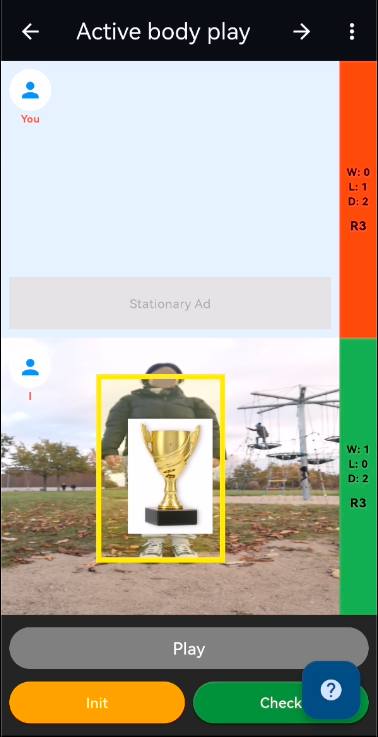 Active body play
You
W: 0
L: 1
D: 2
R3
Stationary Ad
I
W: 1
L: 0
D: 2
R3
Play
Init
Check
?